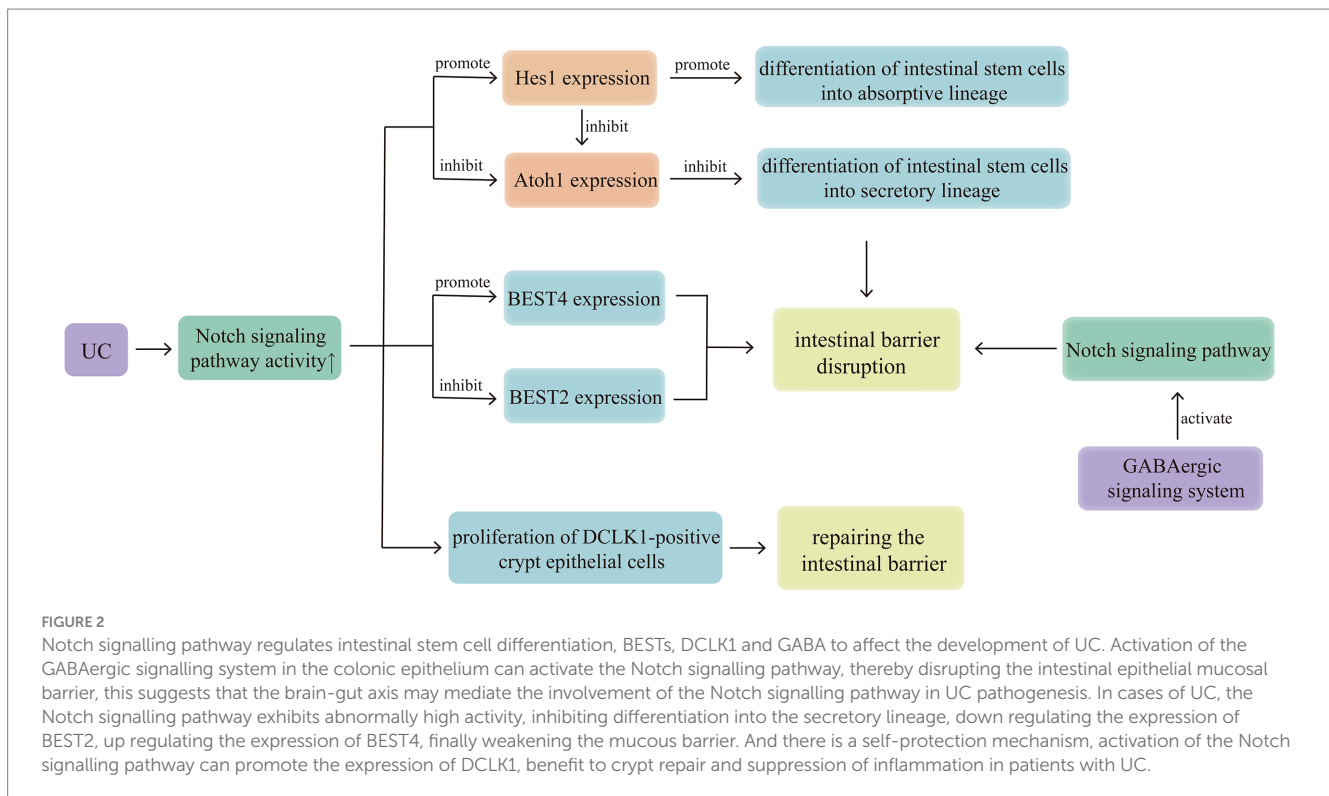 promote
Hes1 expression
promote
differentiation of intestinal stem cells
into absorptive lineage
inhibit
inhibit
Atoh1 expression
inhibit
differentiation of intestinal stem cells
into secretory lineage
promote
BEST4 expression
UC
Notch signaling
pathway activity↑
intestinal barrier
disruption
Notch signaling pathway
inhibit
BEST2 expression
activate
GABAergic
signaling system
proliferation of DCLK1-positive
crypt epithelial cells
repairing the
intestinal barrier
FIGURE 2
Notch signalling pathway regulates intestinal stem cell differentiation, BESTs, DCLK1 and GABA to affect the development of UC. Activation of the
GABAergic signalling system in the colonic epithelium can activate the Notch signalling pathway, thereby disrupting the intestinal epithelial mucosal
barrier, this suggests that the brain-gut axis may mediate the involvement of the Notch signalling pathway in UC pathogenesis. In cases of UC, the
Notch signalling pathway exhibits abnormally high activity, inhibiting differentiation into the secretory lineage, down regulating the expression of
BEST2, up regulating the expression of BEST4, finally weakening the mucous barrier. And there is a self-protection mechanism, activation of the Notch
signalling pathway can promote the expression of DCLK1, benefit to crypt repair and suppression of inflammation in patients with UC.